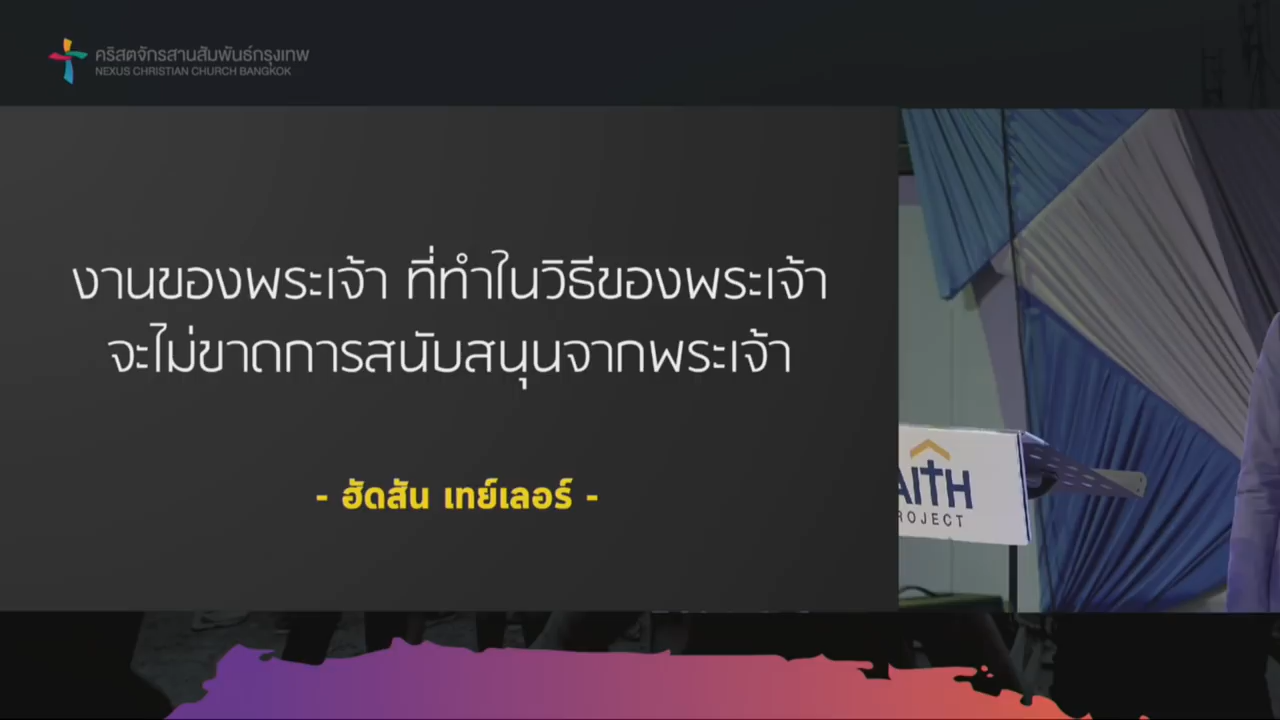 คริสตจักรสานสัมพันธ์กรุงเทพ
NEXUS CHRISTIAN CHURCH BANGKOK
งานของพระเจ้า ที่ทำในวิธีของพระเจ้า
จะไม่ขาดการสนับสนุนจากพระเจ้า
- ฮัดสัน เทย์เลอร์ -
AITH
ROJECT